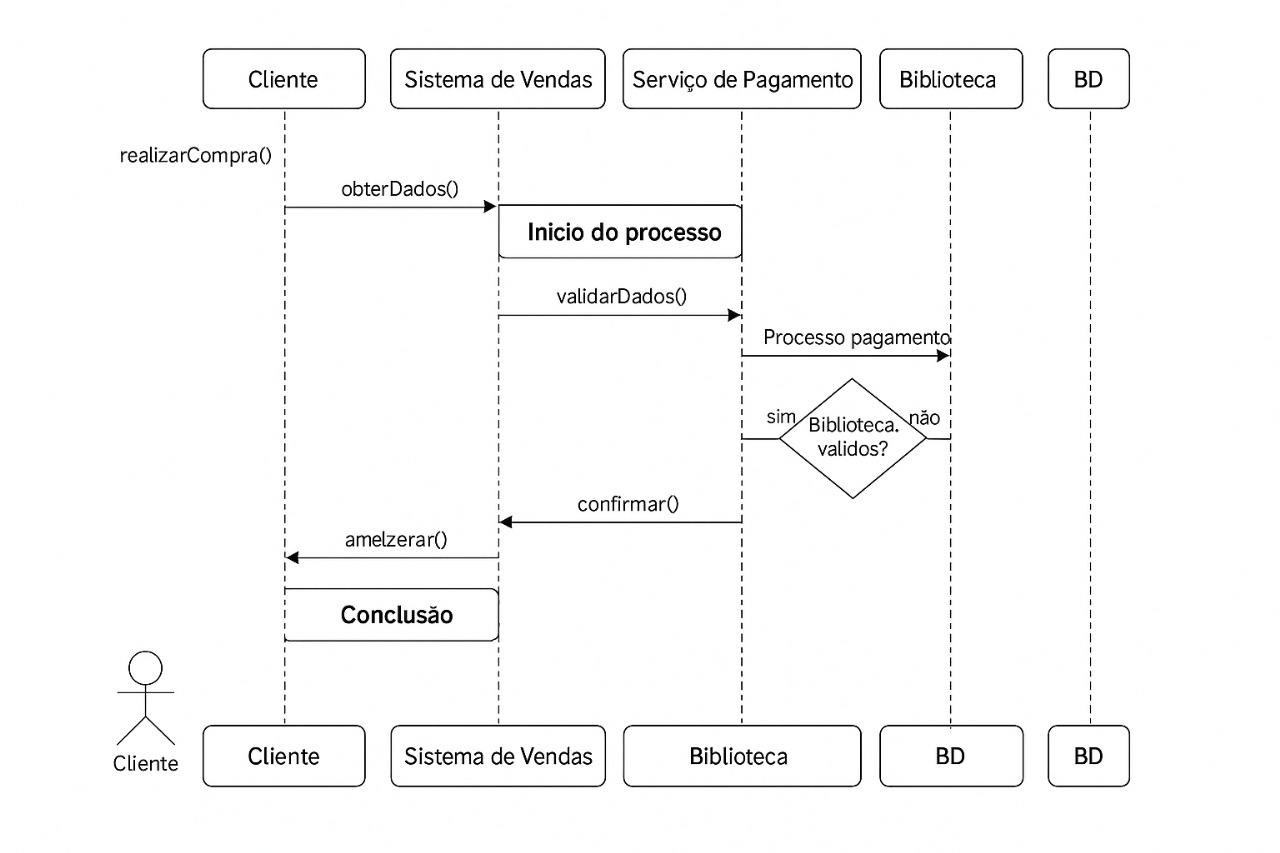 Cliente
Sistema de Vendas
Serviço de Pagamento
Biblioteca
BD
realizarCompra()
obterDados()
Inicio do processo
validarDados()
Processo pagamento
sim
Biblioteca.
validos?
não
confirmar()
amelzerar()
Conclusão
Cliente
Cliente
Sistema de Vendas
Biblioteca
BD
BD